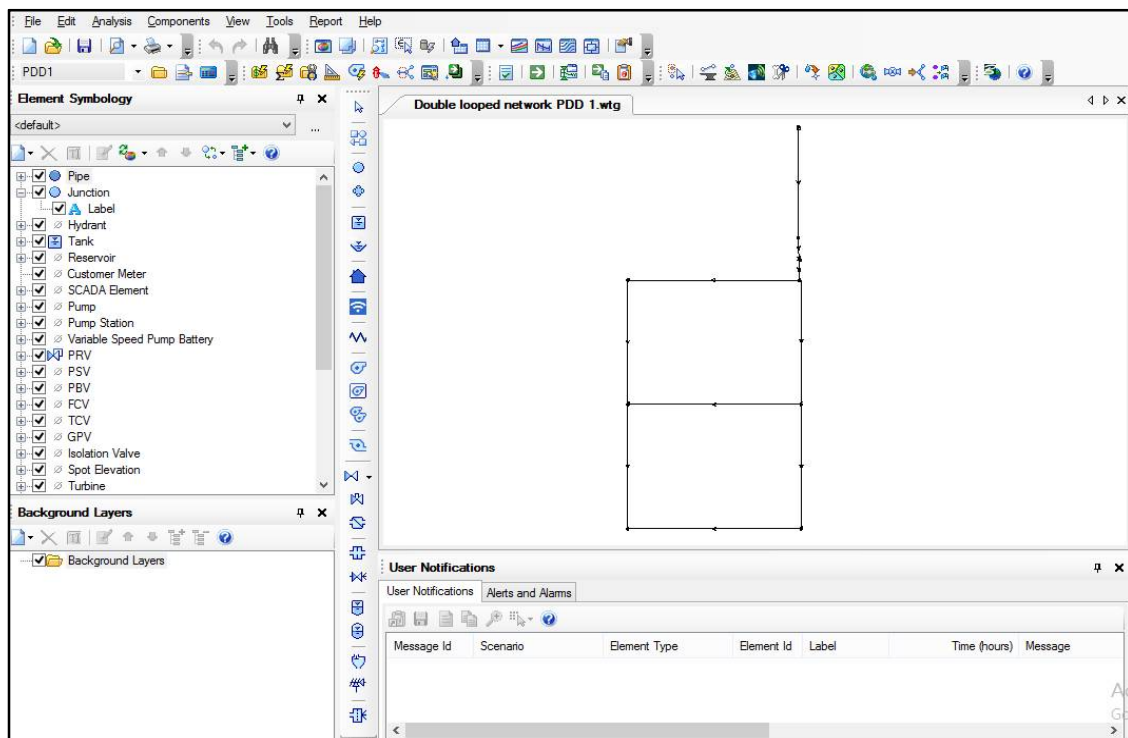 File Edit Analysis Components View Tools Report Help
PDD1
Element Symbology
<default>
...
Pipe
Junction
Label
Hydrant
Tank
Reservoir
Customer Meter
SCADA Element
Pump
Pump Station
Variable Speed Pump Battery
PRV
PSV
PBV
FCV
TCV
GPV
Isolation Valve
Spot Elevation
Turbine
Background Layers
Background Layers
Double looped network PDD 1.wtg
User Notifications
User Notifications Alerts and Alarms
Message Id Scenario Element Type Element Id Label Time (hours) Message